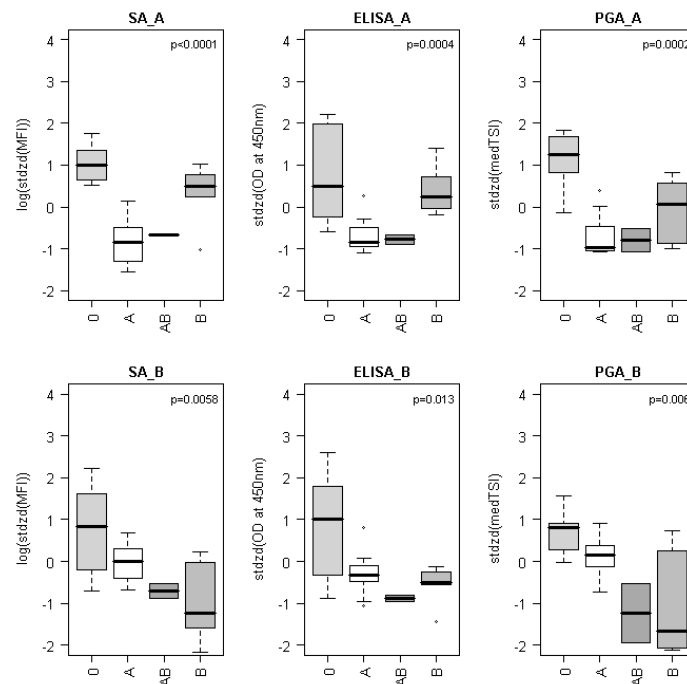 SA_A ELISA_A PGA_A
p<0.0001 p=0.0004 p=0.0002
log(stdzd(MFI)) stdzd(OD at 450nm) stdzd(medTSI)
4 4 4
3 3 3
2 2 2
1 1 1
0 0 0
-1 -1 -1
-2 -2 -2
0 A AB B 0 A AB B 0 A AB B
SA_B ELISA_B PGA_B
p=0.0058 p=0.013 p=0.006
log(stdzd(MFI)) stdzd(OD at 450nm) stdzd(medTSI)
4 4 4
3 3 3
2 2 2
1 1 1
0 0 0
-1 -1 -1
-2 -2 -2
0 A AB B 0 A AB B 0 A AB B